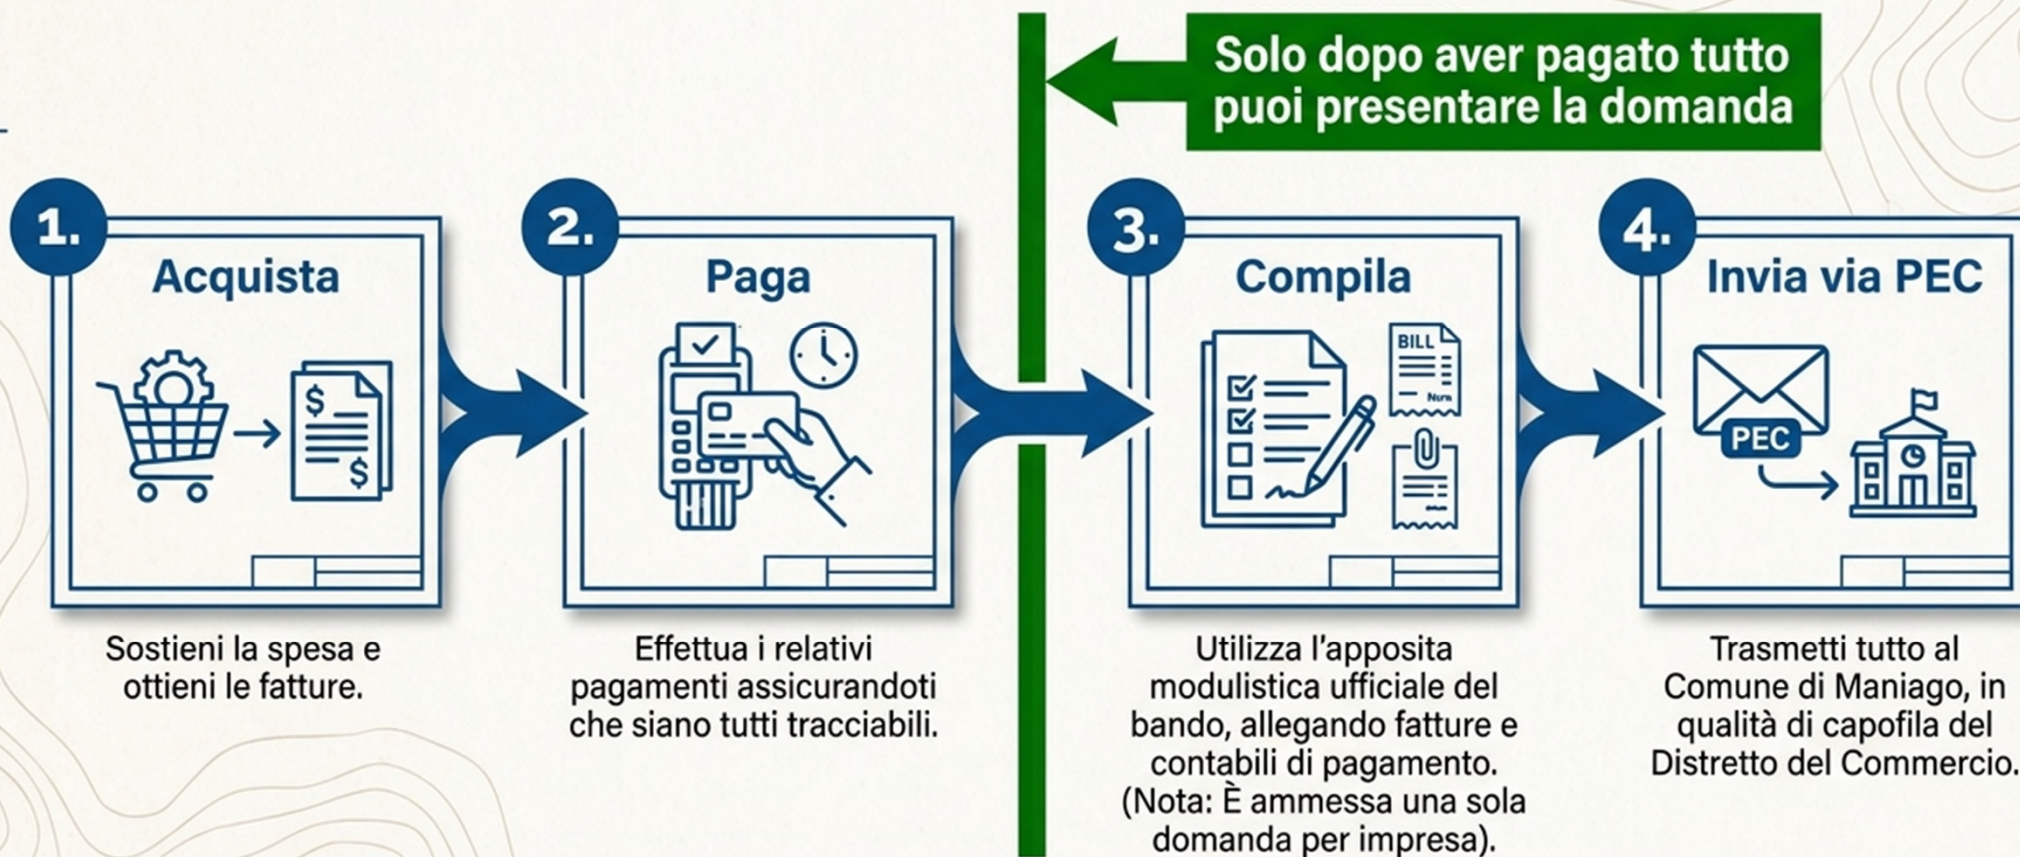 Solo dopo aver pagato tutto
puoi presentare la domanda
1.
Acquista
$
$
Sostieni la spesa e
ottieni le fatture.
2.
Paga
Effettua i relativi
pagamenti assicurandoti
che siano tutti tracciabili.
3.
Compila
BILL
Utilizza l'apposita
modulistica ufficiale del
bando, allegando fatture e
contabili di pagamento.
(Nota: È ammessa una sola
domanda per impresa).
4.
Invia via PEC
PEC
Trasmetti tutto al
Comune di Maniago, in
qualità di capofila del
Distretto del Commercio.